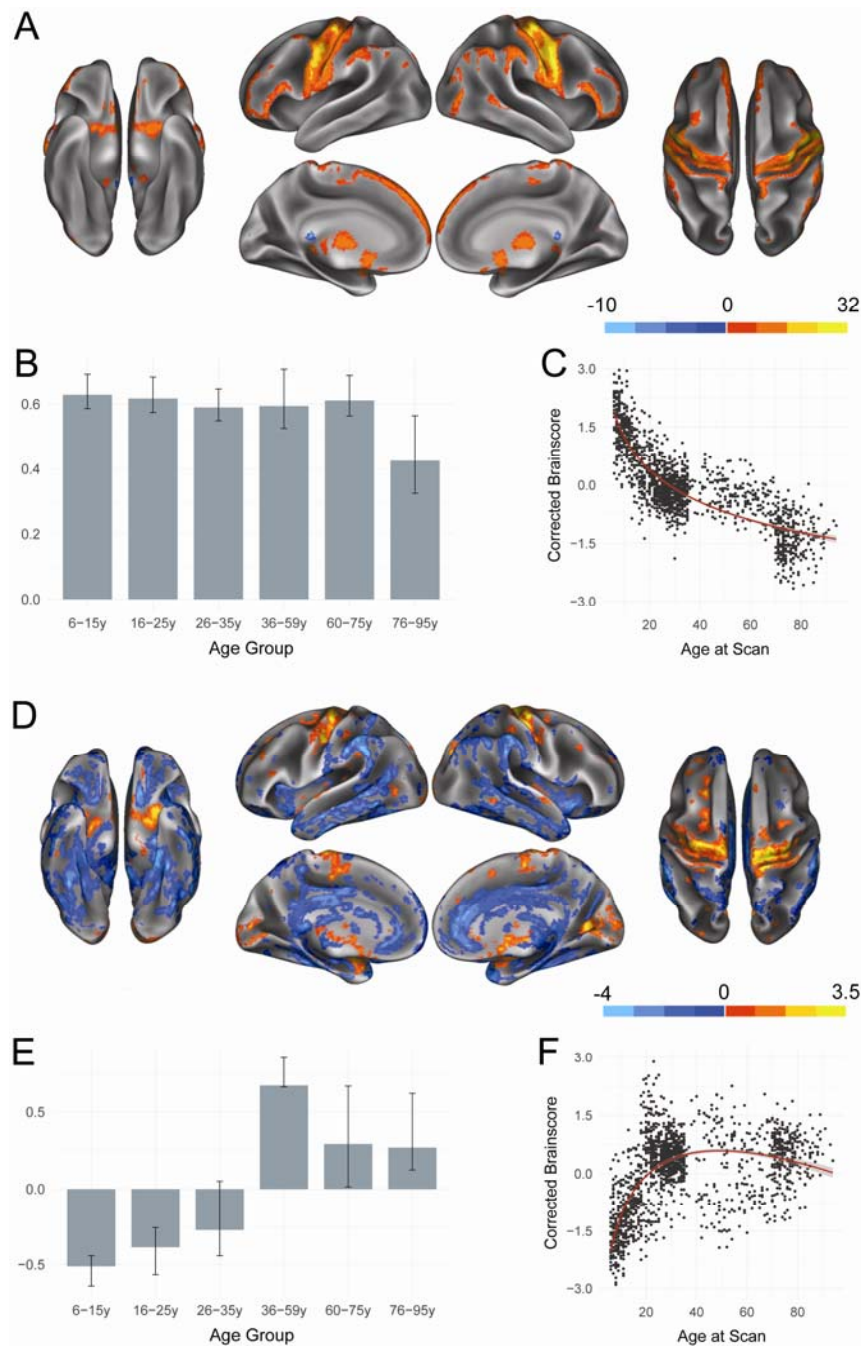 A
-10 0 32
B
0.6
0.4
0.2
0.0
6−15y 16−25y 26−35y 36−59y 60−75y 76−95y
Age Group
C
Corrected Brainscore
3.0
1.5
0.0
−1.5
−3.0
20 40 60 80
Age at Scan
D
-4 0 3.5
E
0.5
0.0
−0.5
6−15y 16−25y 26−35y 36−59y 60−75y 76−95y
Age Group
F
Corrected Brainscore
3.0
1.5
0.0
−1.5
−3.0
20 40 60 80
Age at Scan